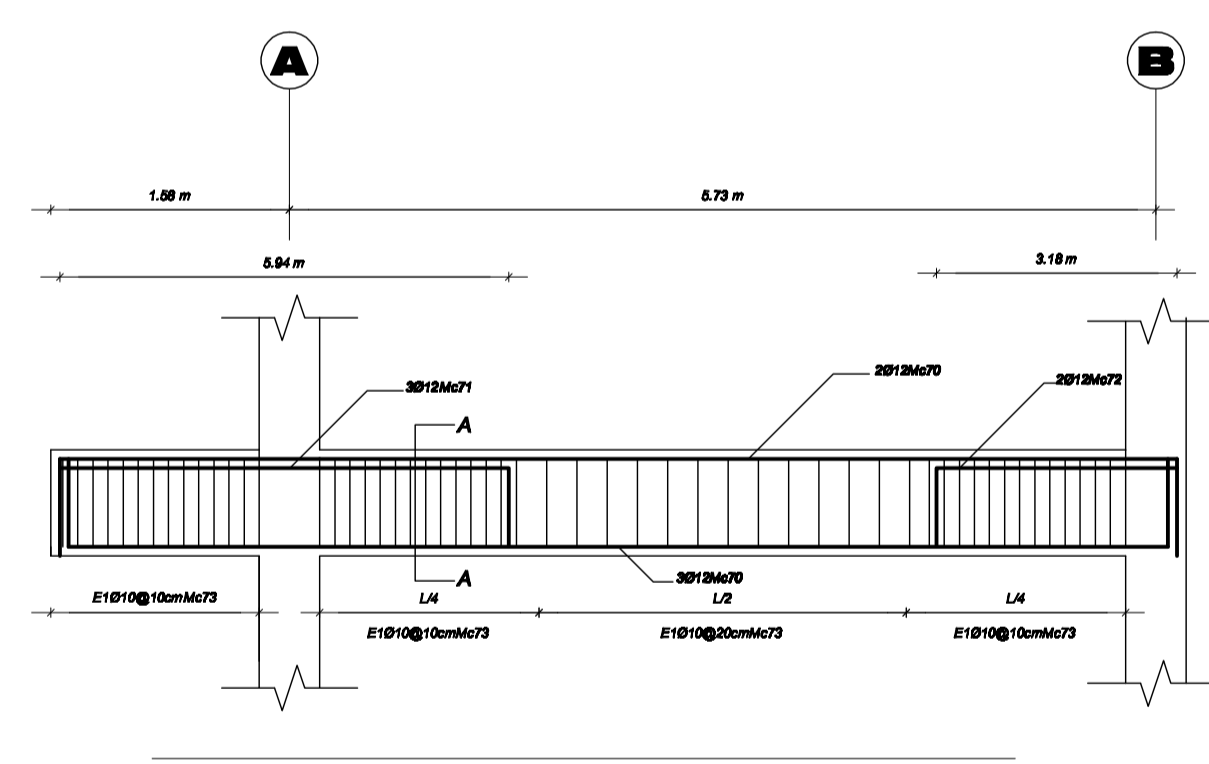 A B
1.58 m 5.73 m
5.94 m 3.18 m
2Ø12Mc70
3Ø12Mc71 2Ø12Mc72
A
A
3Ø12Mc70
E1Ø10@10cmMc73 L/4 L/2 L/4
E1Ø10@10cmMc73 E1Ø10@20cmMc73 E1Ø10@10cmMc73